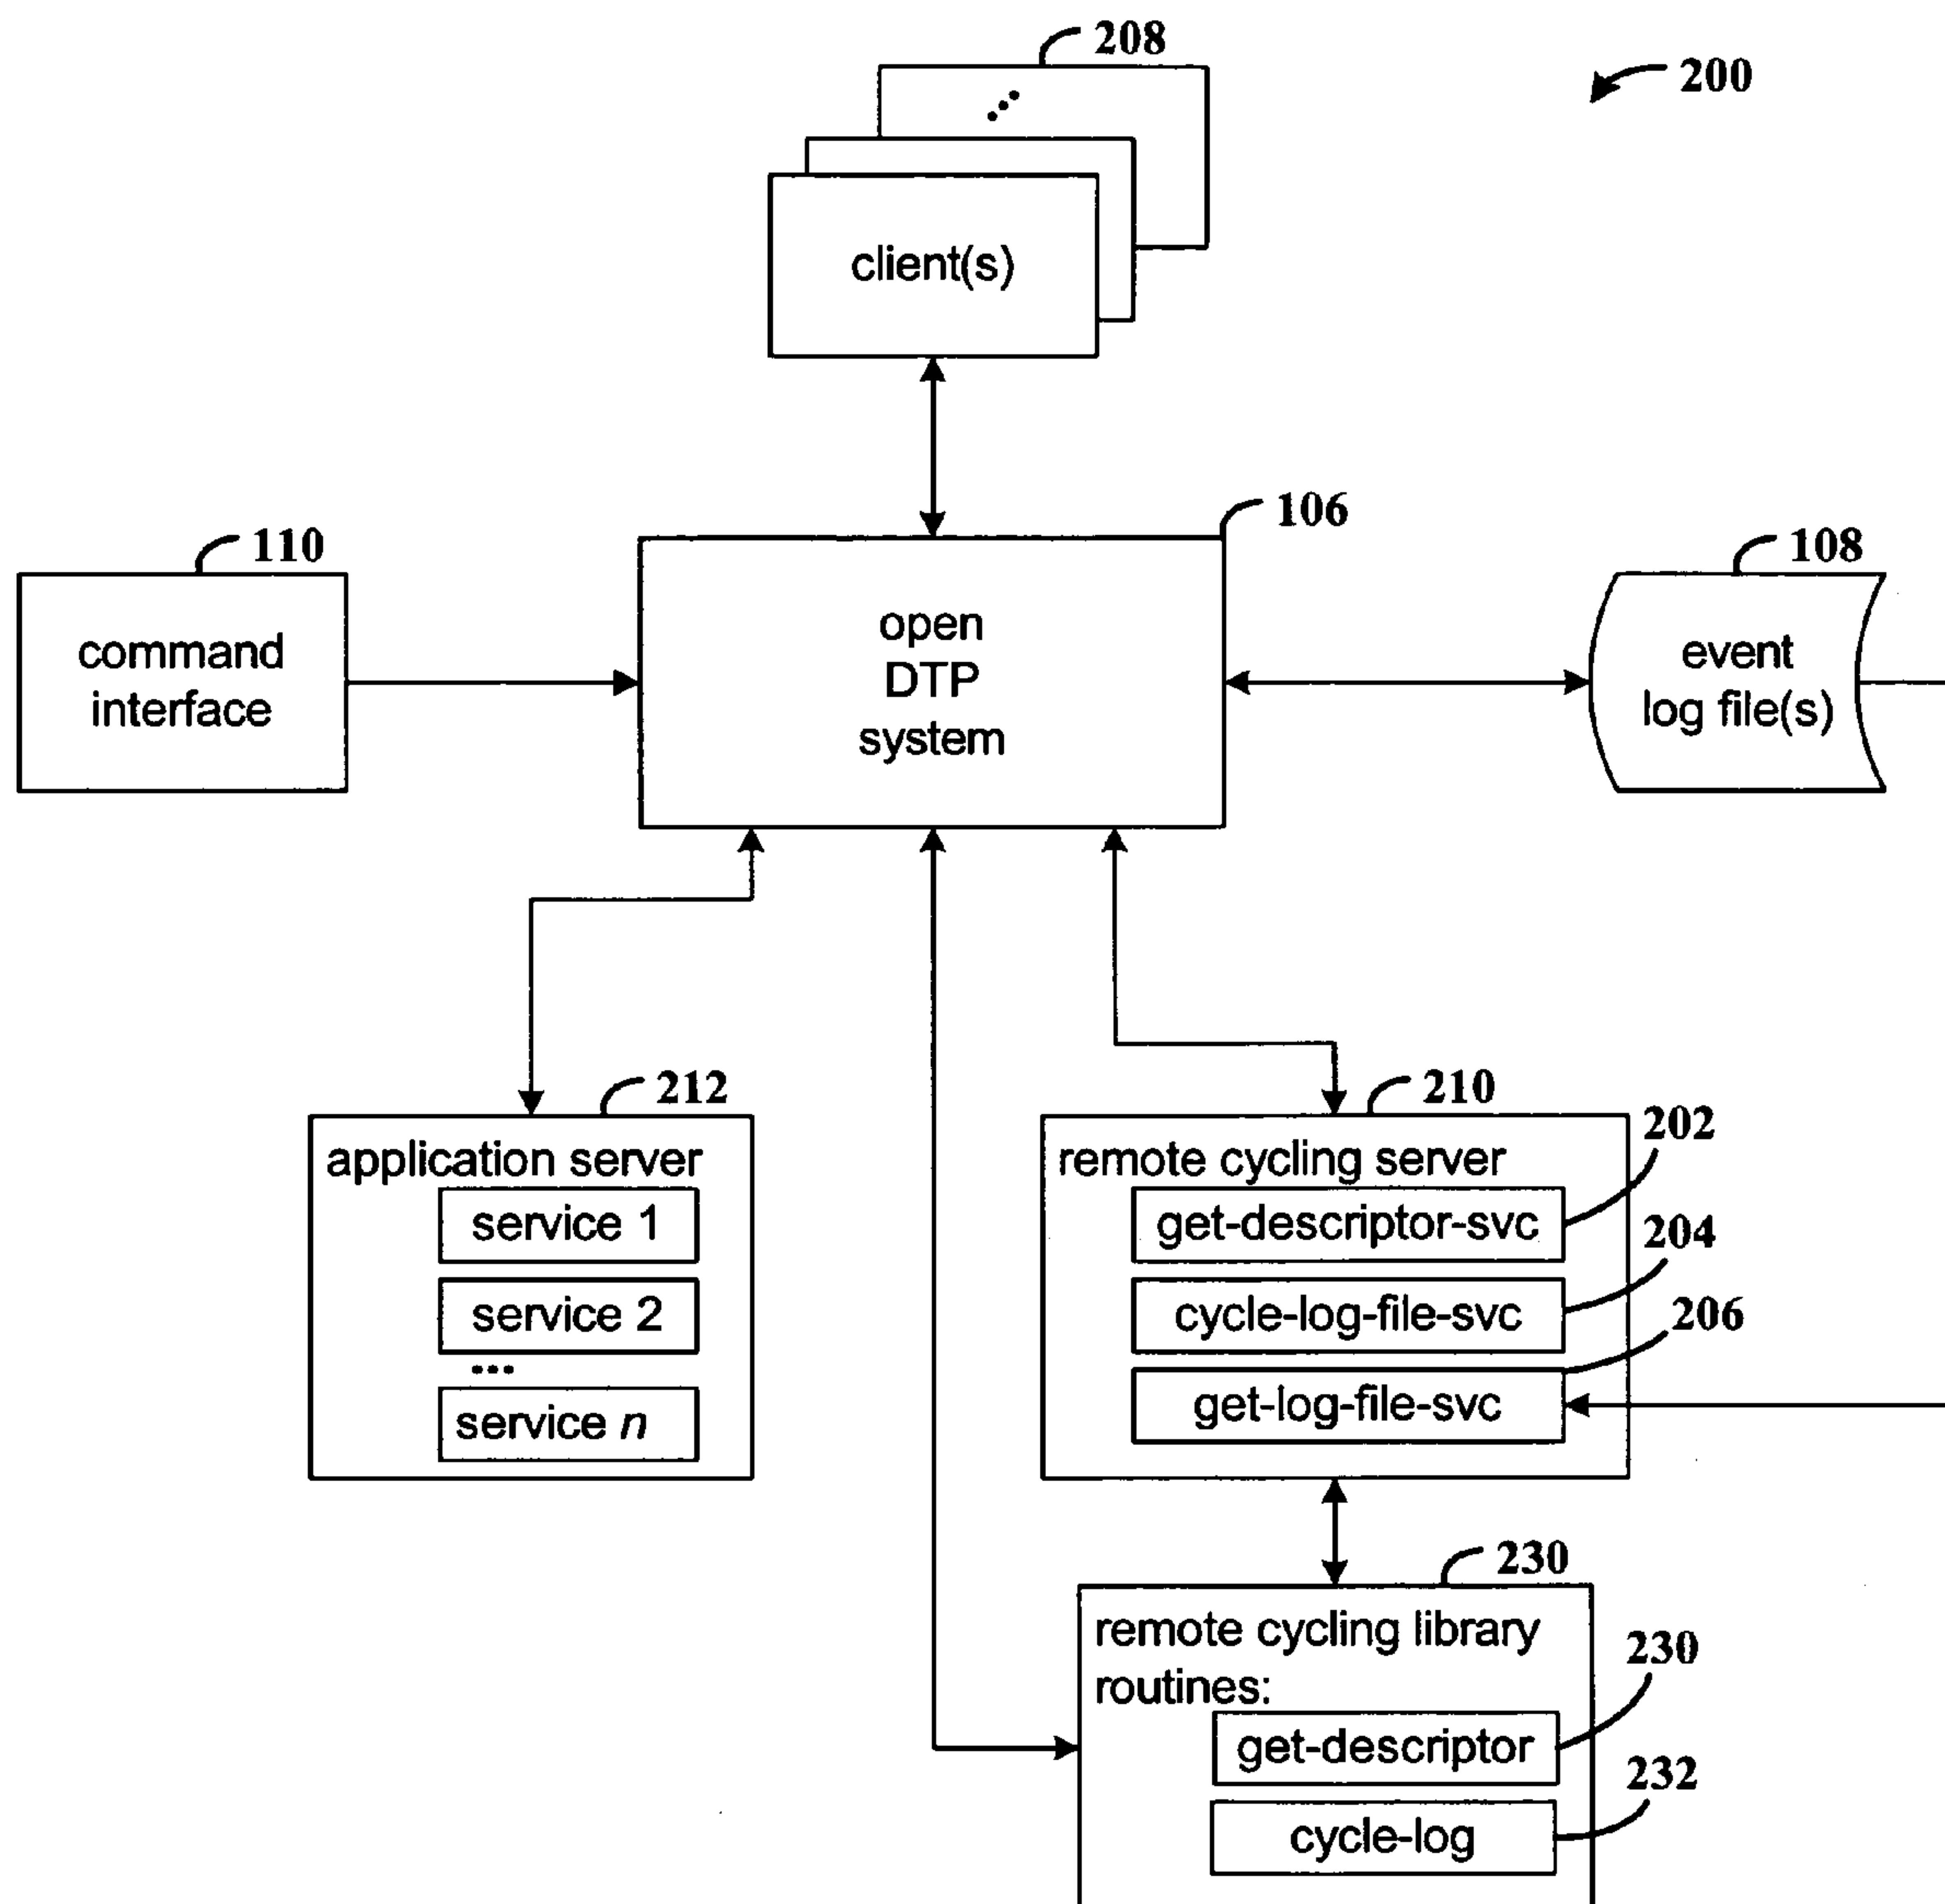 208
200
client(s)
106
110
108
command
interface
open
DTP
system
event
log file(s)
212
210
202
application server
remote cycling server
service 1
get-descriptor-svc
204
service 2
cycle-log-file-svc
206
...
service n
get-log-file-svc
230
remote cycling library
routines:
230
get-descriptor
232
cycle-log